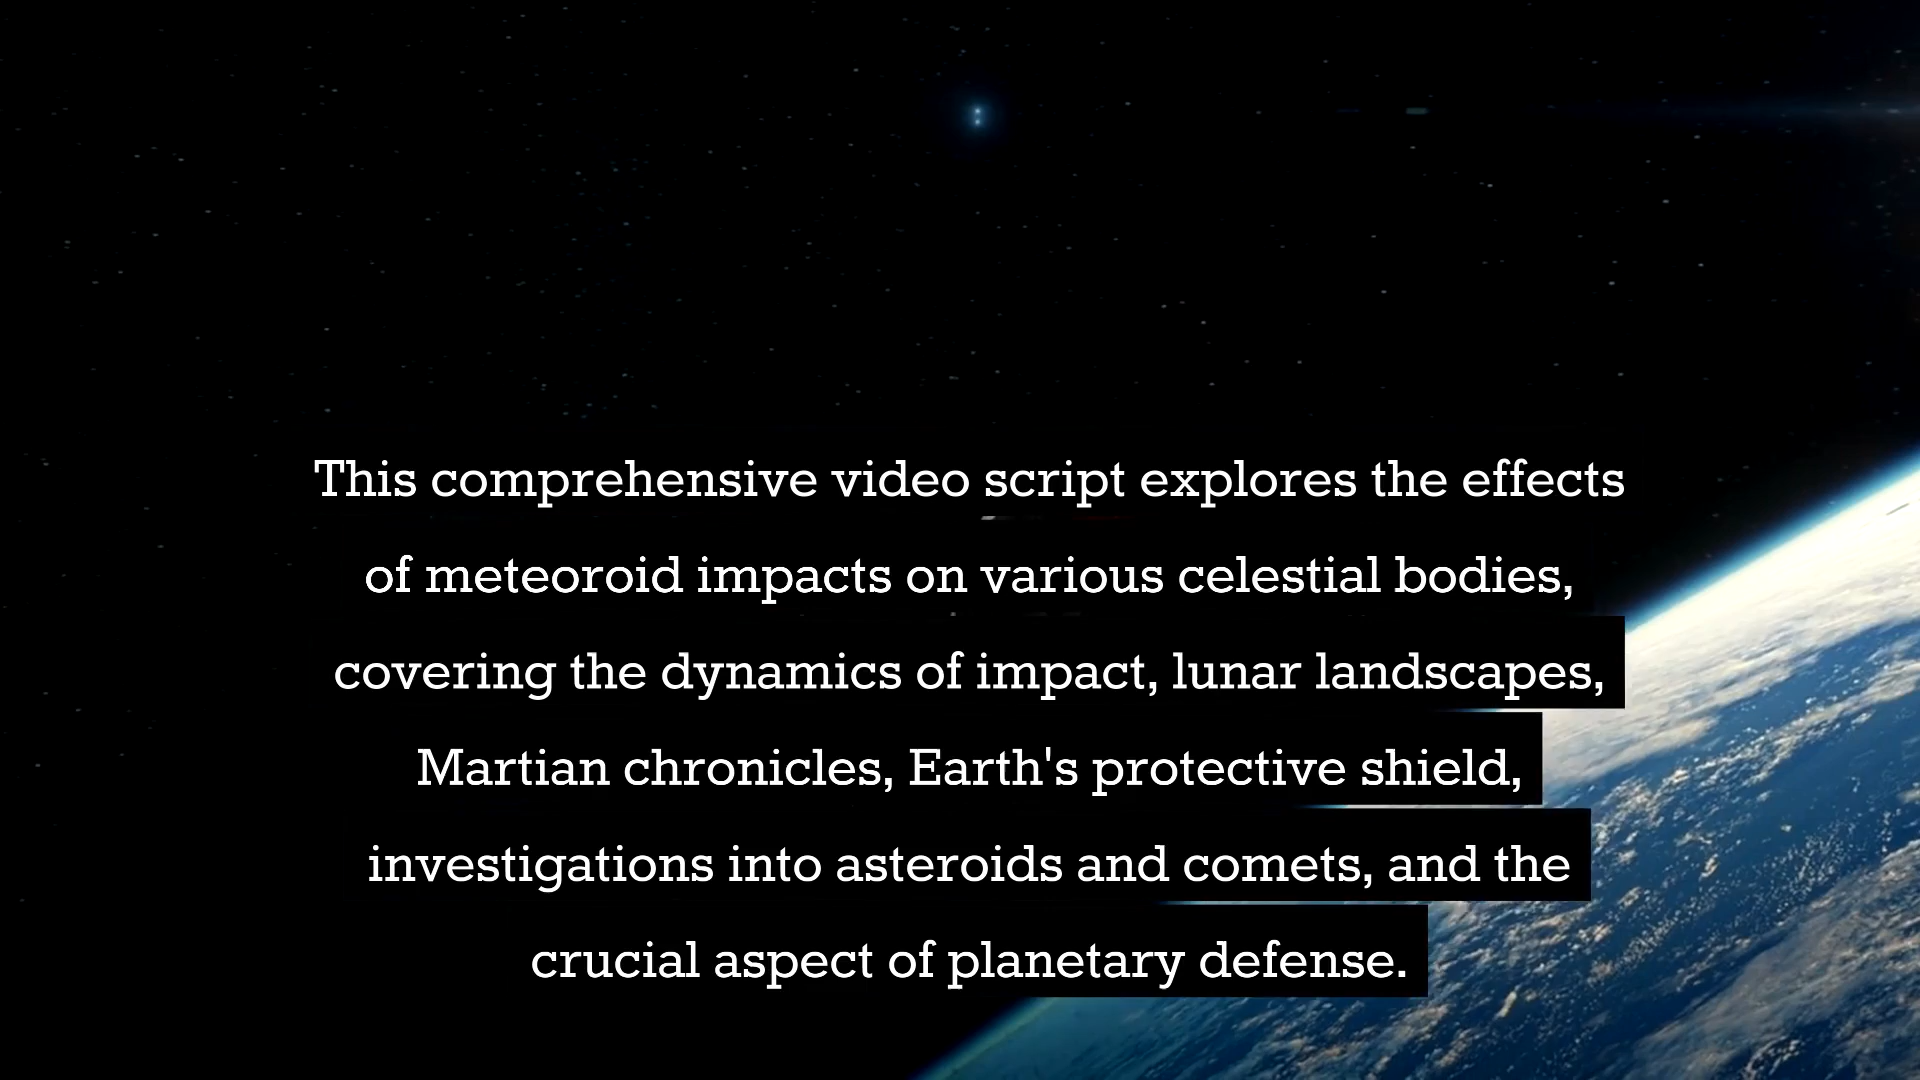 This comprehensive video script explores the effects
of meteoroid impacts on various celestial bodies,
covering the dynamics of impact, lunar landscapes,
Martian chronicles, Earth's protective shield,
investigations into asteroids and comets, and the
crucial aspect of planetary defense.